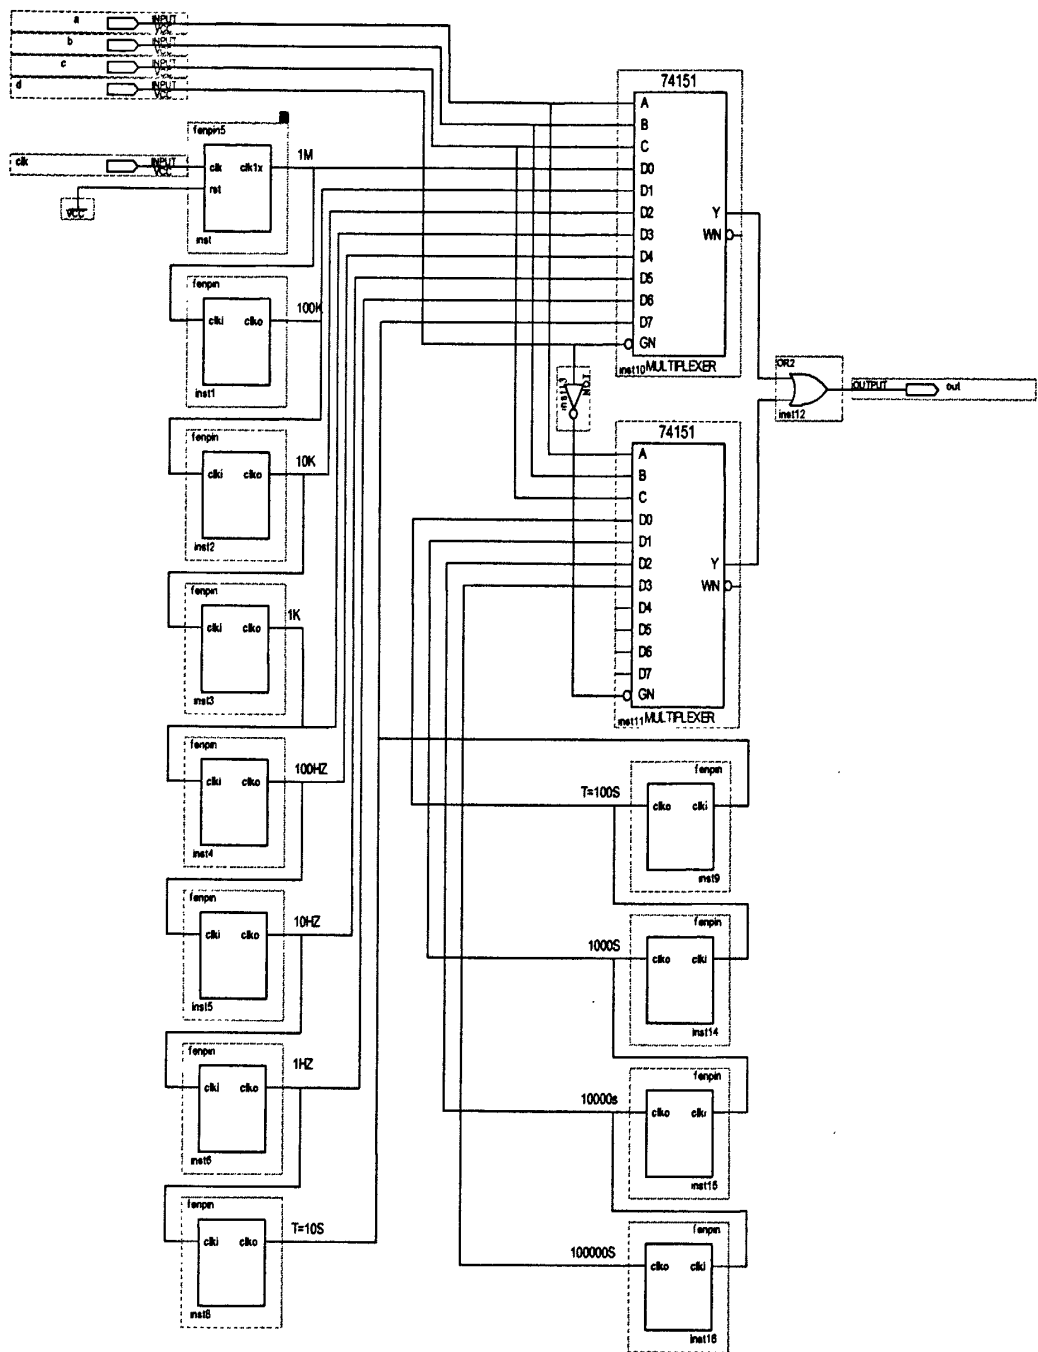 a INPUT VCC
b INPUT VCC
c INPUT VCC
d INPUT VCC
clk INPUT VCC
VCC
fenpin5
clk clk1x
rst
inst
1M
fenpin
clki clko
inst1
100K
fenpin
clki clko
inst2
10K
fenpin
clki clko
inst3
1K
fenpin
clki clko
inst4
100HZ
fenpin
clki clko
inst5
10HZ
fenpin
clki clko
inst6
1HZ
fenpin
clki clko
inst8
T=10S
74151
A
B
C
D0
D1
D2
D3
D4
D5
D6
D7
GN
Y
WN
inst10 MULTIPLEXER
NOT
inst13
74151
A
B
C
D0
D1
D2
D3
D4
D5
D6
D7
GN
Y
WN
inst11 MULTIPLEXER
OR2
inst12
OUTPUT out
fenpin
T=100S
clko clki
inst9
fenpin
1000S
clko clki
inst14
fenpin
10000s
clko clki
inst15
fenpin
100000S
clko clki
inst16